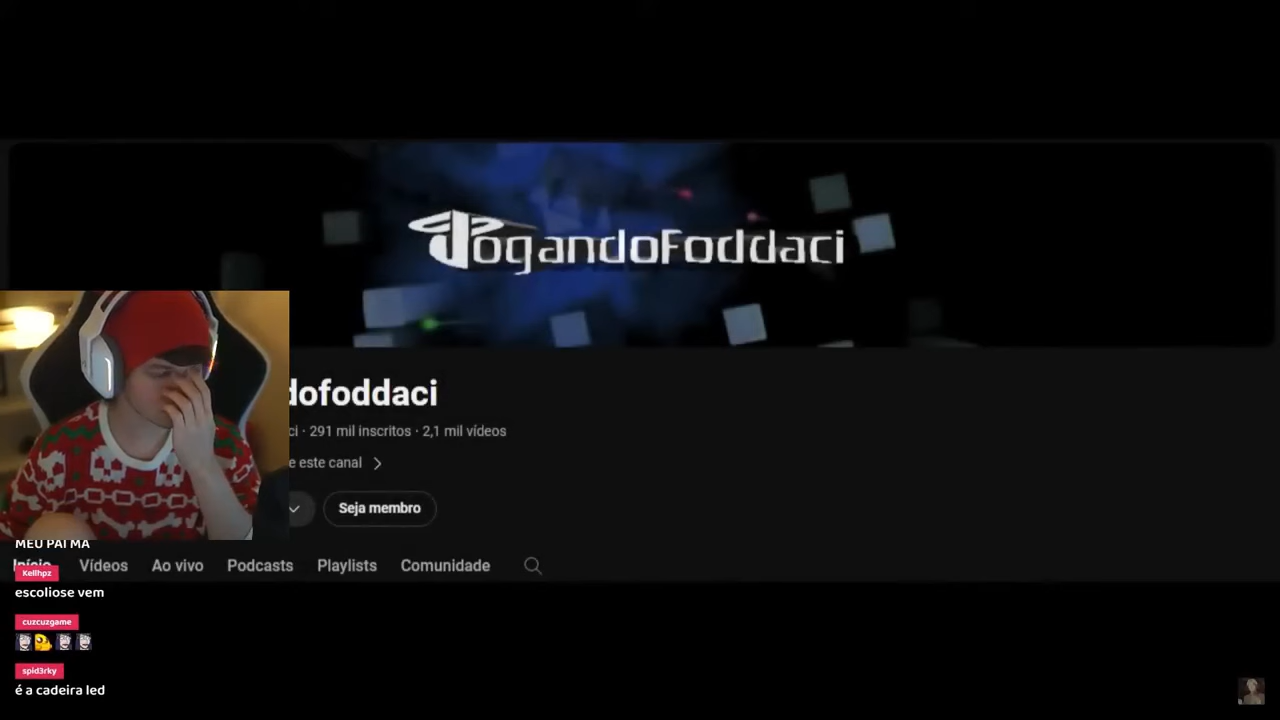 JogandoFoddaci
dofoddaci
ci · 291 mil inscritos · 2,1 mil vídeos
e este canal
Seja membro
MEU PAI MA
Início Vídeos Ao vivo Podcasts Playlists Comunidade
Kellhpz
escoliose vem
cuzcuzgame
spid3rky
é a cadeira led